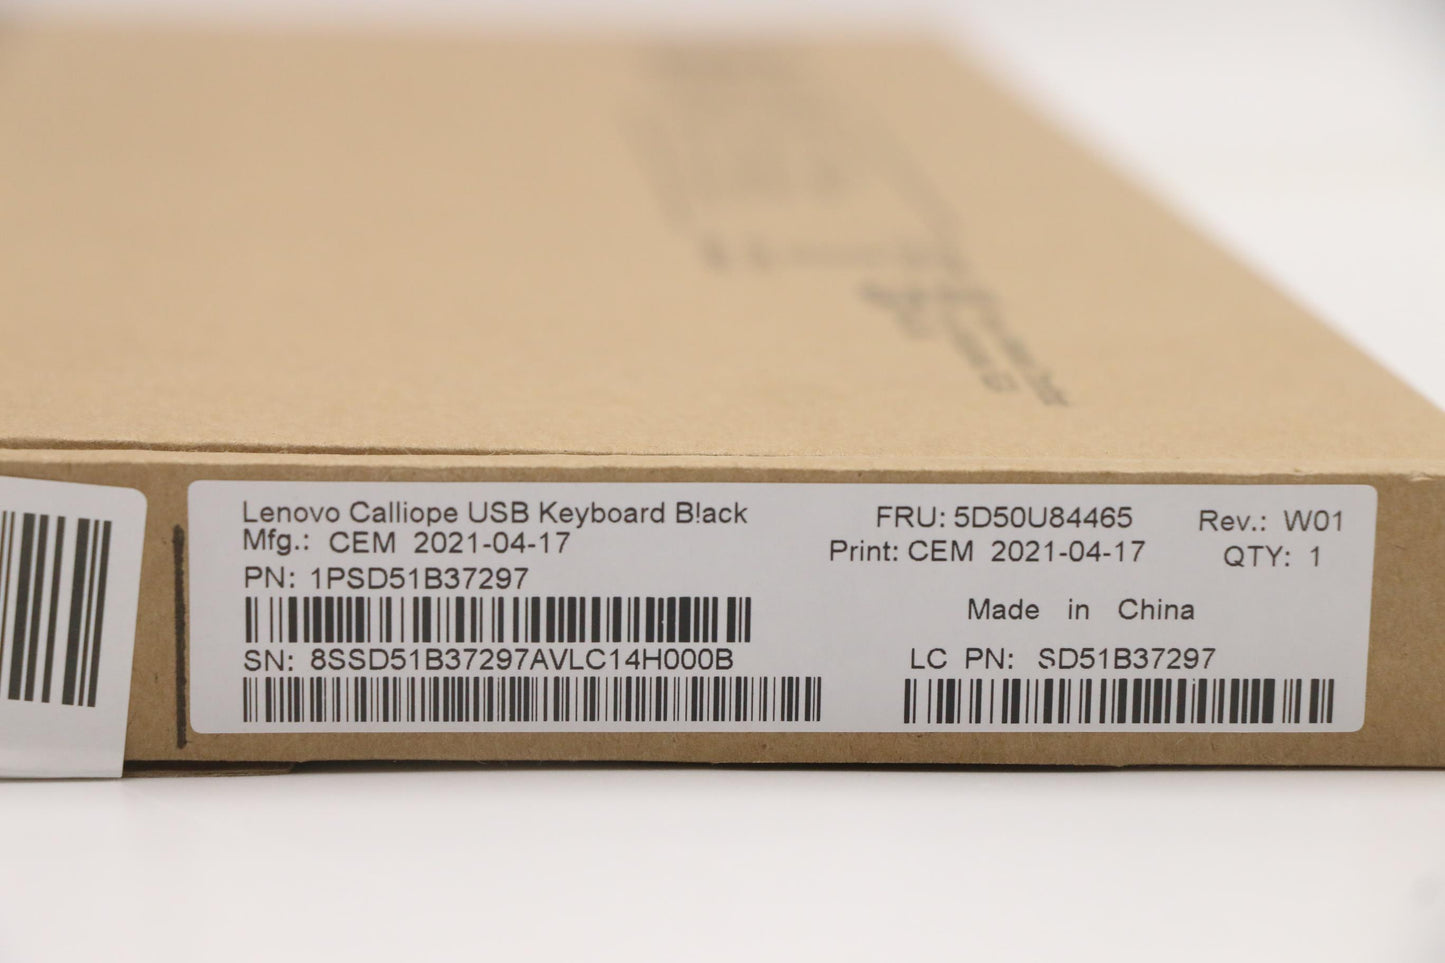 Lenovo Calliope USB Keyboard B!ack
Mfg.: CEM 2021-04-17
PN: 1PSD51B37297
SN: 8SSD51B37297AVLC14H000B
FRU: 5D50U84465 Rev.: W01
Print: CEM 2021-04-17 QTY: 1
Made in China
LC PN: SD51B37297